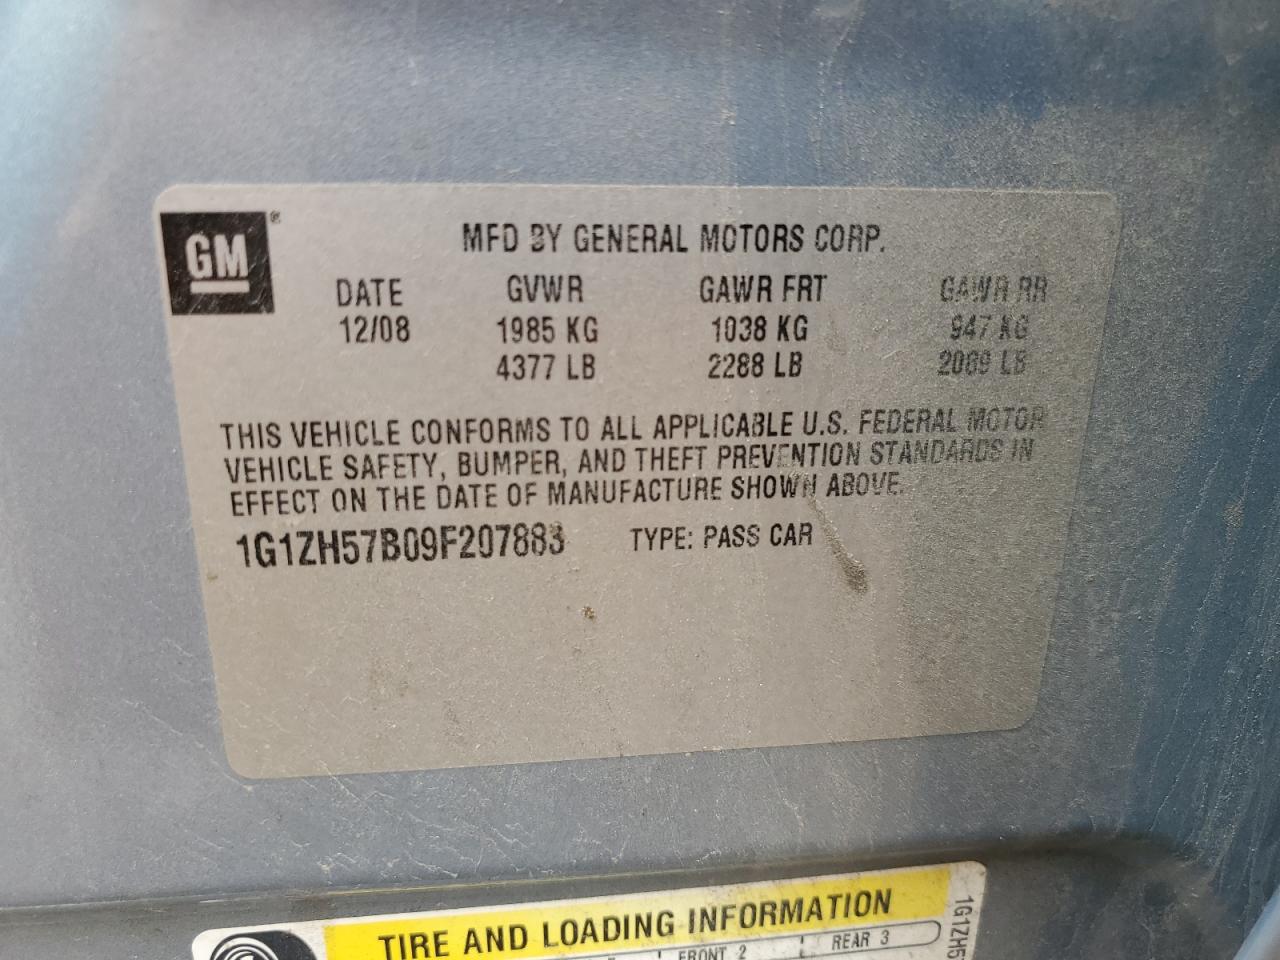 GM ®
MFD BY GENERAL MOTORS CORP.
DATE GVWR GAWR FRT GAWR RR
12/08 1985 KG 1038 KG 947 KG
4377 LB 2288 LB 2089 LB
THIS VEHICLE CONFORMS TO ALL APPLICABLE U.S. FEDERAL MOTOR
VEHICLE SAFETY, BUMPER, AND THEFT PREVENTION STANDARDS IN
EFFECT ON THE DATE OF MANUFACTURE SHOWN ABOVE.
1G1ZH57B09F207883 TYPE: PASS CAR
TIRE AND LOADING INFORMATION
FRONT 2 REAR 3
1G1ZH5